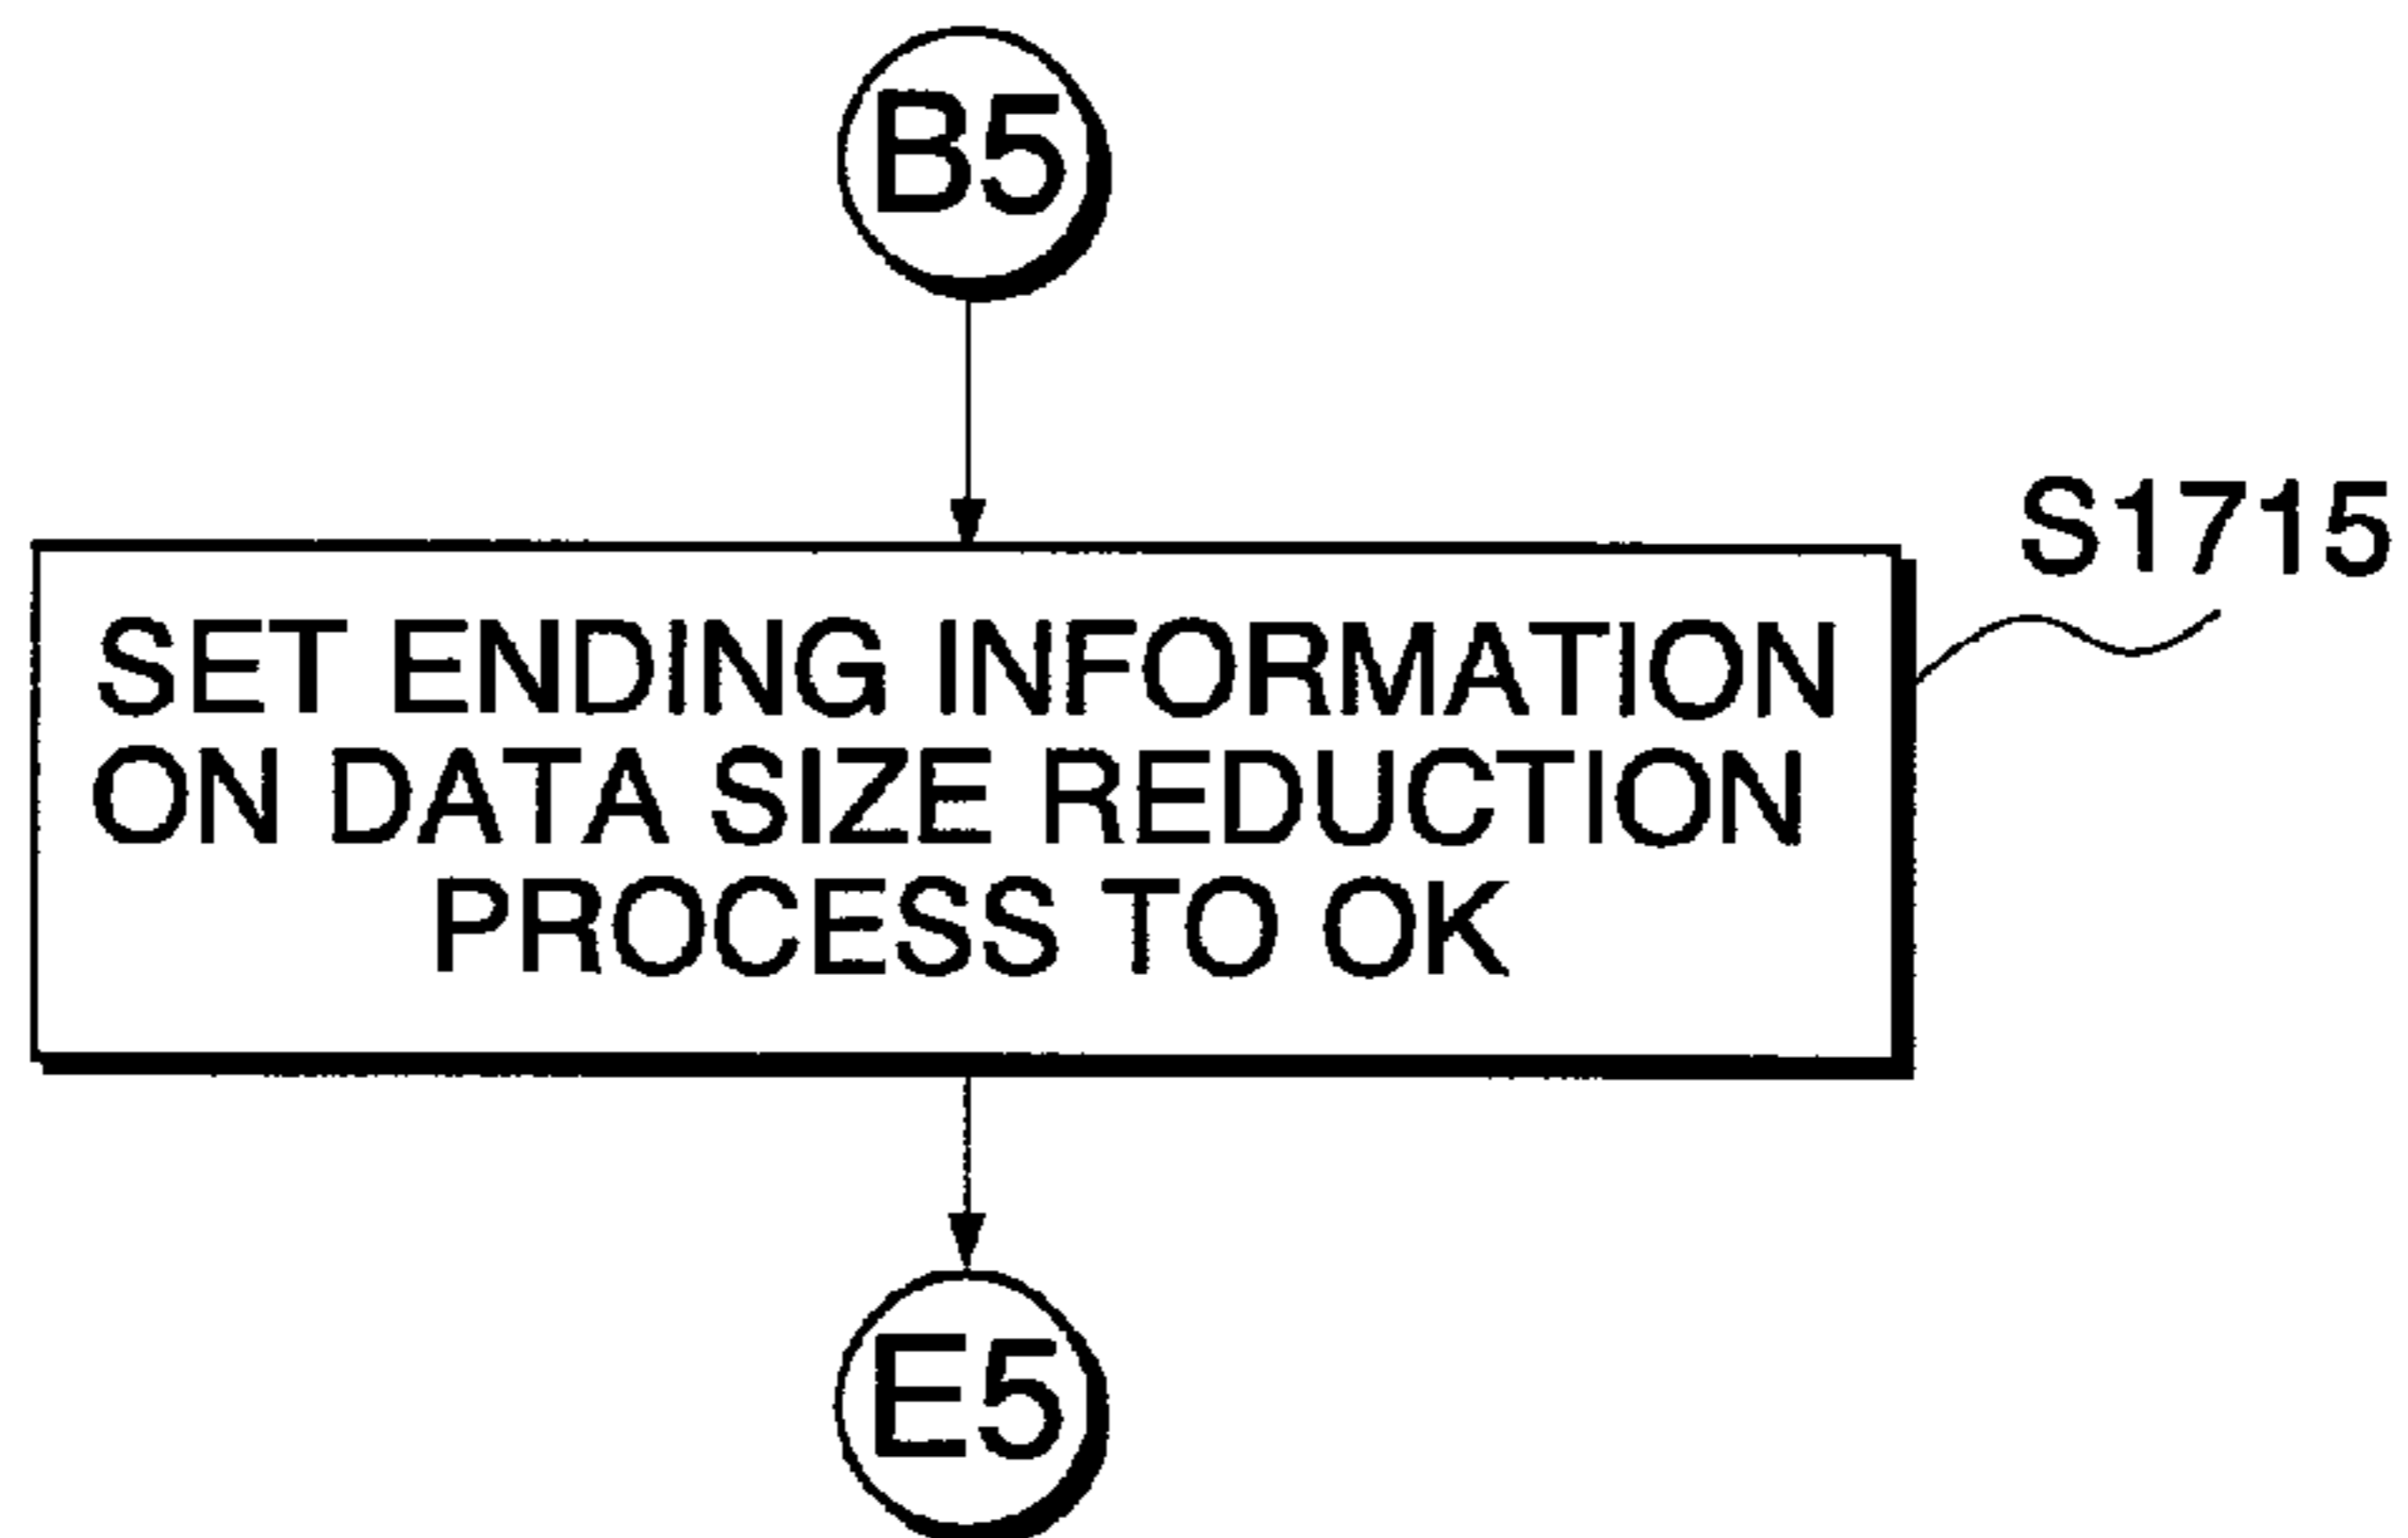 B5
S1715
SET ENDING INFORMATION
ON DATA SIZE REDUCTION
PROCESS TO OK
E5